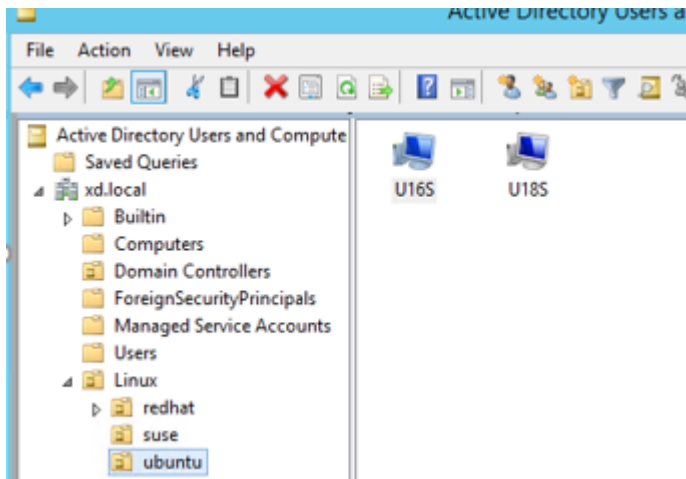 Active Directory Users a
File Action View Help
Active Directory Users and Compute
Saved Queries
xd.local
Builtin
Computers
Domain Controllers
ForeignSecurityPrincipals
Managed Service Accounts
Users
Linux
redhat
suse
ubuntu
U16S U18S